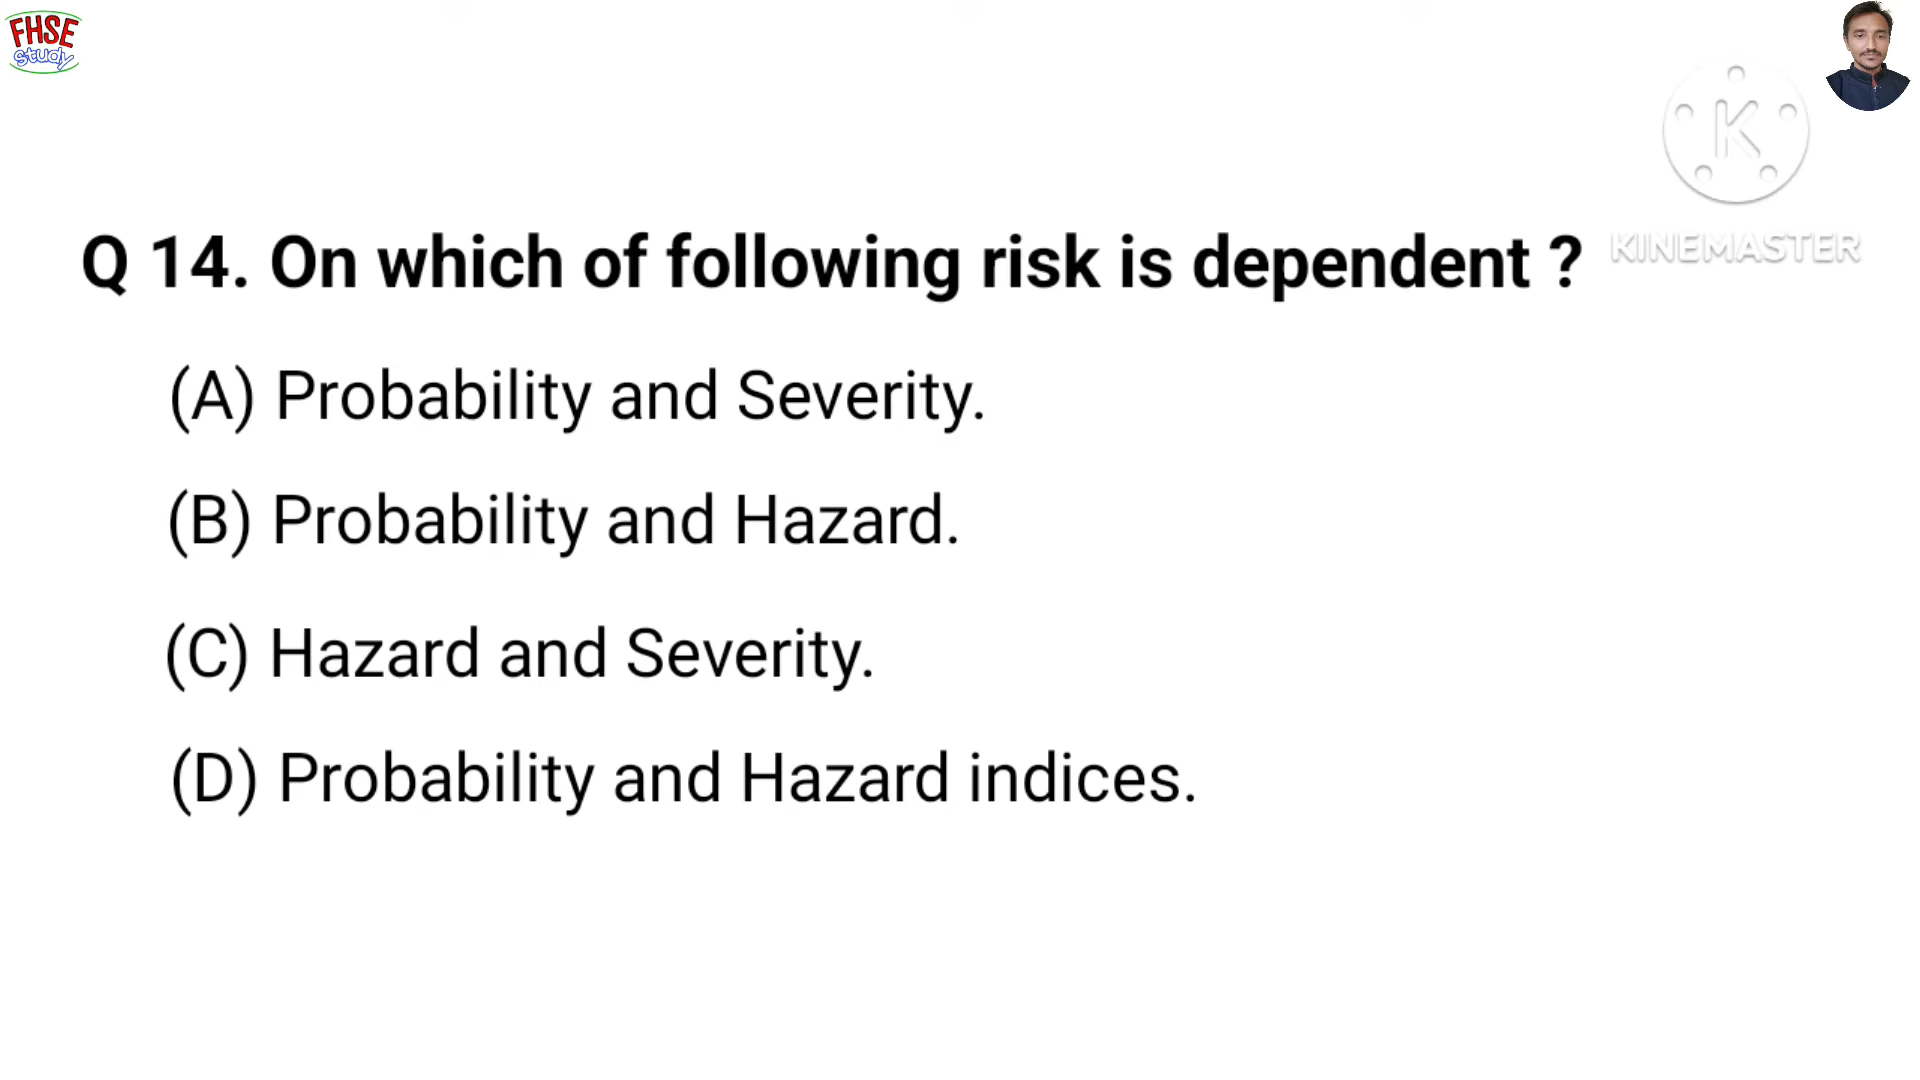 FHSE
Study
KINEMASTER
Q 14. On which of following risk is dependent ?
(A) Probability and Severity.
(B) Probability and Hazard.
(C) Hazard and Severity.
(D) Probability and Hazard indices.